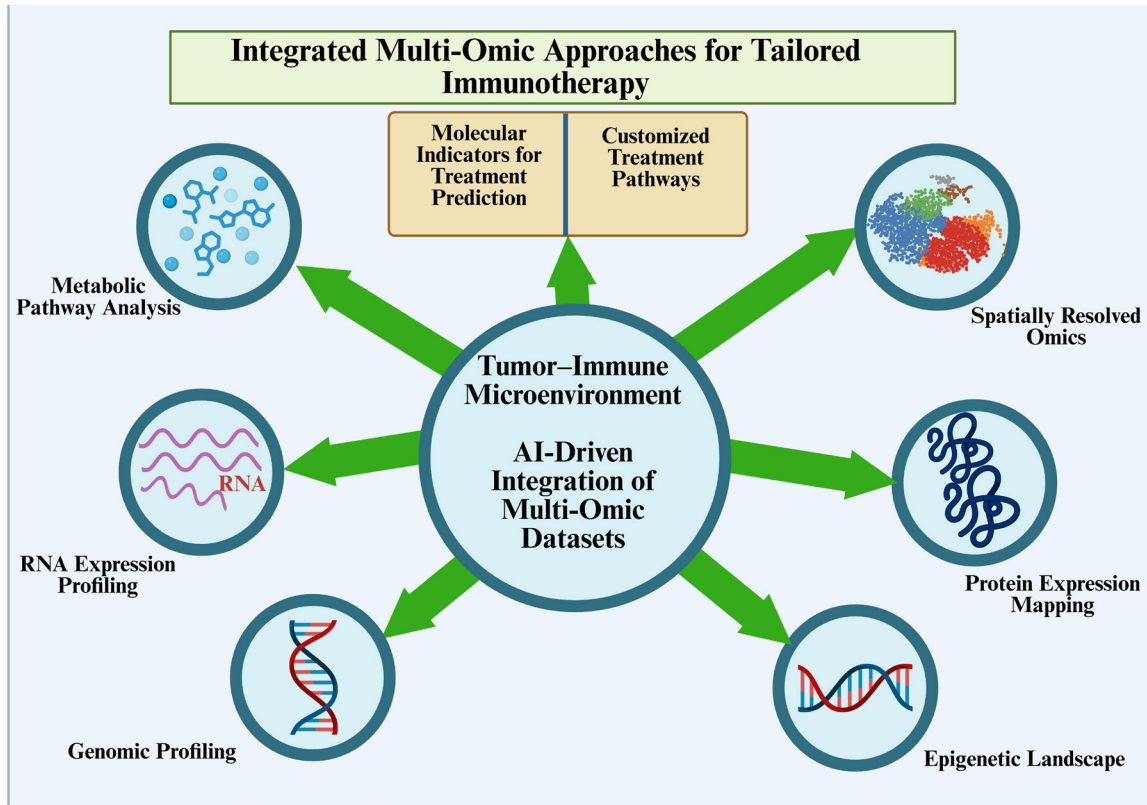 Integrated Multi-Omic Approaches for Tailored
Immunotherapy
Molecular
Indicators for
Treatment
Prediction
Customized
Treatment
Pathways
Metabolic
Pathway Analysis
Spatially Resolved
Omics
Tumor–Immune
Microenvironment
AI-Driven
Integration of
Multi-Omic
Datasets
RNA
RNA Expression
Profiling
Protein Expression
Mapping
Genomic Profiling
Epigenetic Landscape